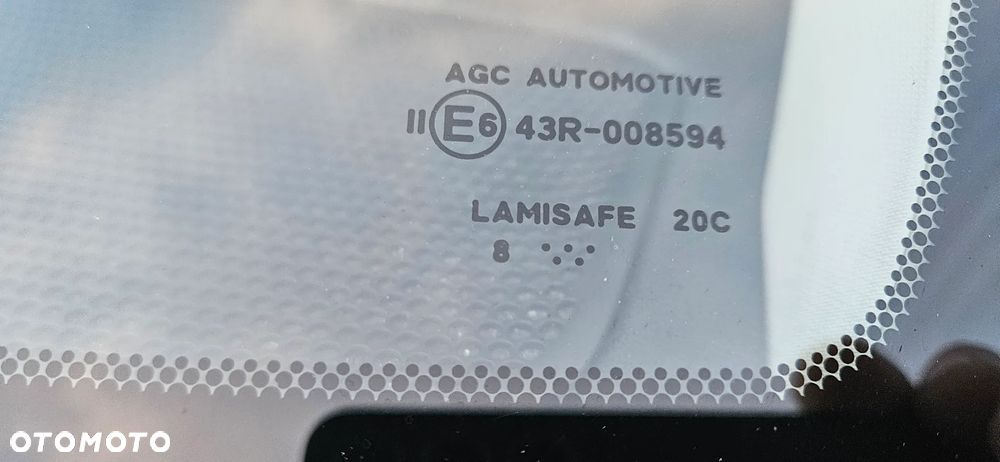 AGC AUTOMOTIVE
II E6 43R-008594
LAMISAFE 20C
8
OTOMOTO